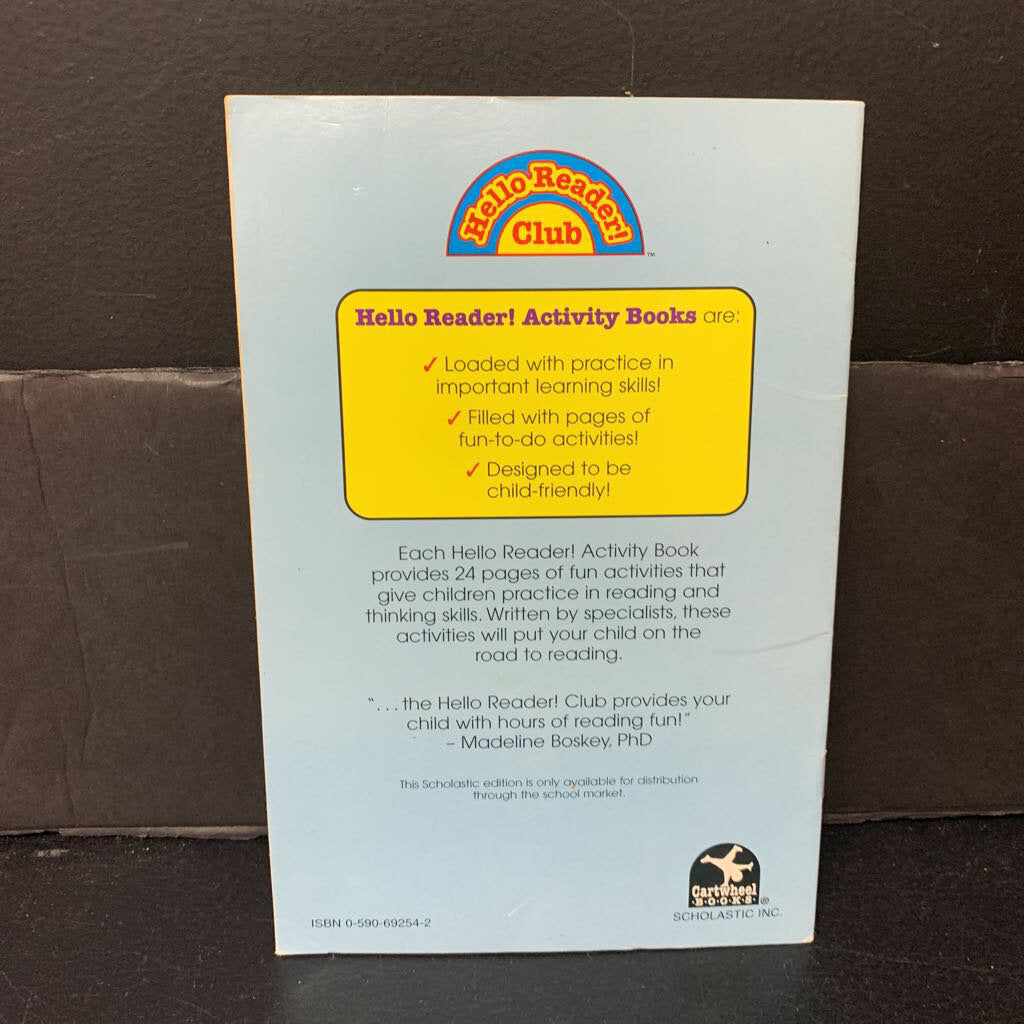 Hello Reader!
Club
™
Hello Reader! Activity Books are:
✓ Loaded with practice in
important learning skills!
✓ Filled with pages of
fun-to-do activities!
✓ Designed to be
child-friendly!
Each Hello Reader! Activity Book
provides 24 pages of fun activities that
give children practice in reading and
thinking skills. Written by specialists, these
activities will put your child on the
road to reading.
“. . . the Hello Reader! Club provides your
child with hours of reading fun!”
– Madeline Boskey, PhD
This Scholastic edition is only available for distribution
through the school market.
Cartwheel
B·O·O·K·S ®
SCHOLASTIC INC.
ISBN 0-590-69254-2